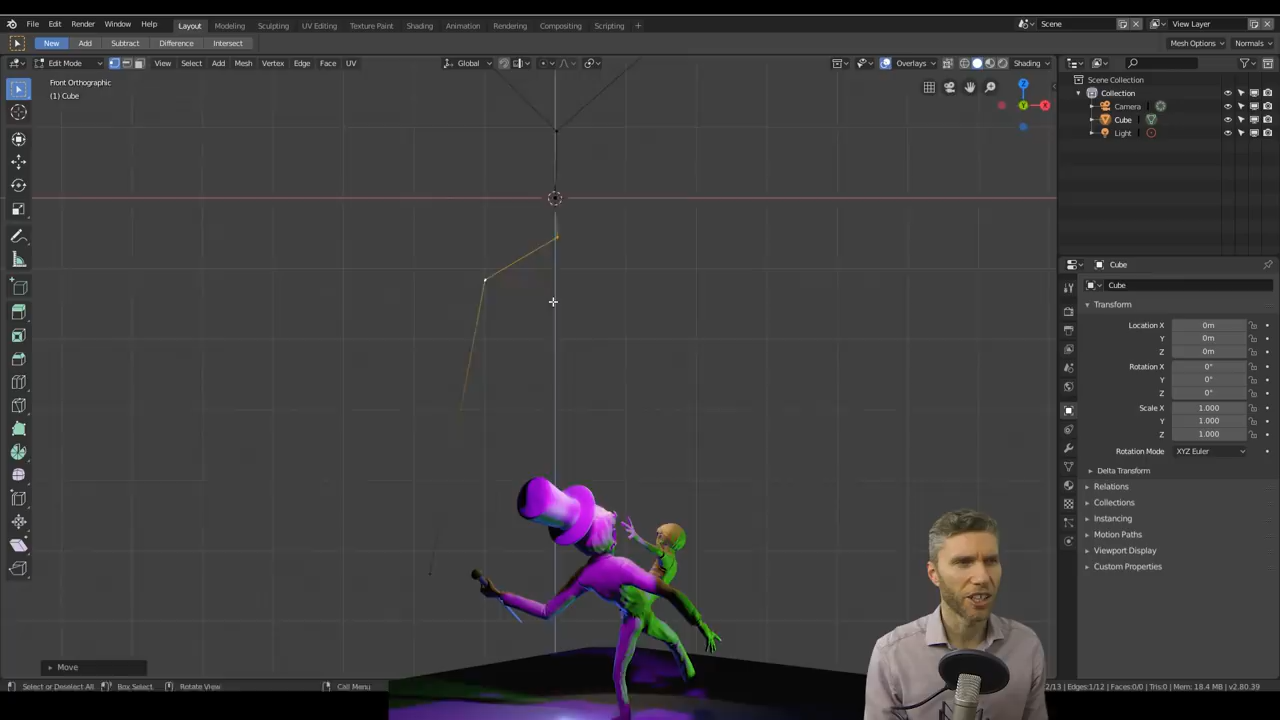 File Edit Render Window Help Layout Modeling Sculpting UV Editing Texture Paint Shading Animation Rendering Compositing Scripting + Scene View Layer
New Add Subtract Difference Intersect Mesh Options Normals
Edit Mode View Select Add Mesh Vertex Edge Face UV Global Overlays Shading
Front Orthographic
(1) Cube
Z
Y
X
Scene Collection
Collection
Camera
Cube
Light
Cube
Cube
Transform
Location X 0m
Y 0m
Z 0m
Rotation X 0°
Y 0°
Z 0°
Scale X 1.000
Y 1.000
Z 1.000
Rotation Mode XYZ Euler
Delta Transform
Relations
Collections
Instancing
Motion Paths
Viewport Display
Custom Properties
Move
Select or Deselect All Box Select Rotate View Call Menu 2/13 | Edges:1/12 | Faces:0/0 | Tris:0 | Mem: 18.4 MB | v2.80.39